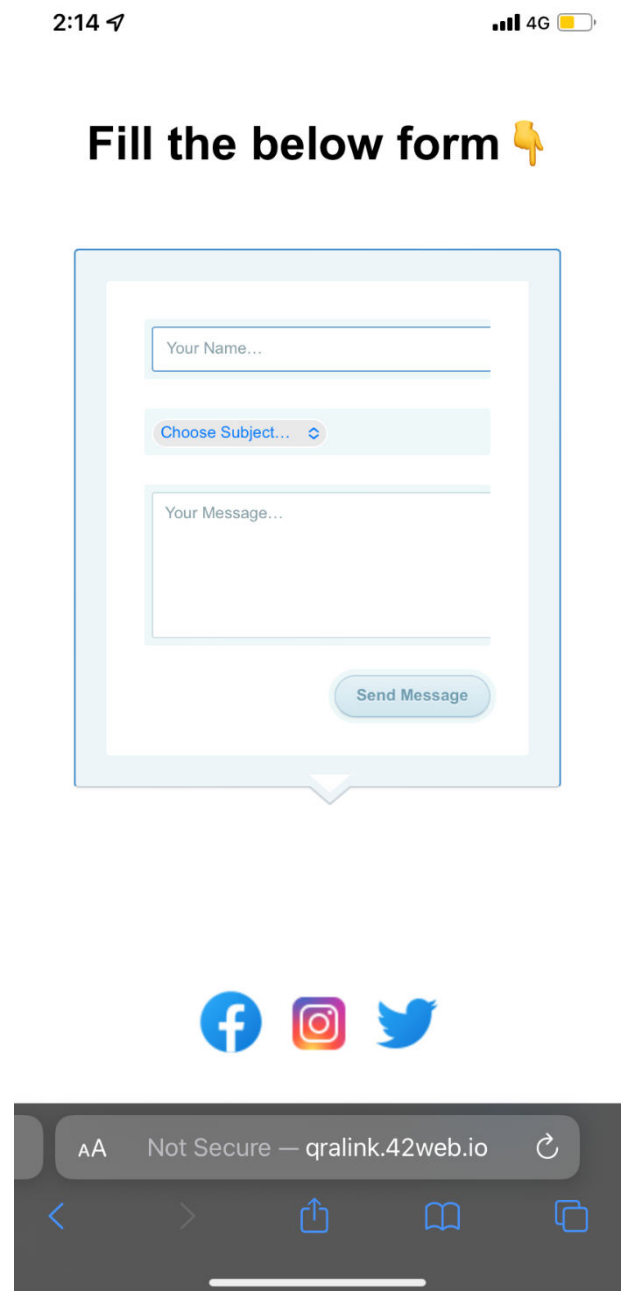 2:14 4G
Fill the below form👇
Your Name...
Choose Subject...
Your Message...
Send Message
AA Not Secure — qralink.42web.io